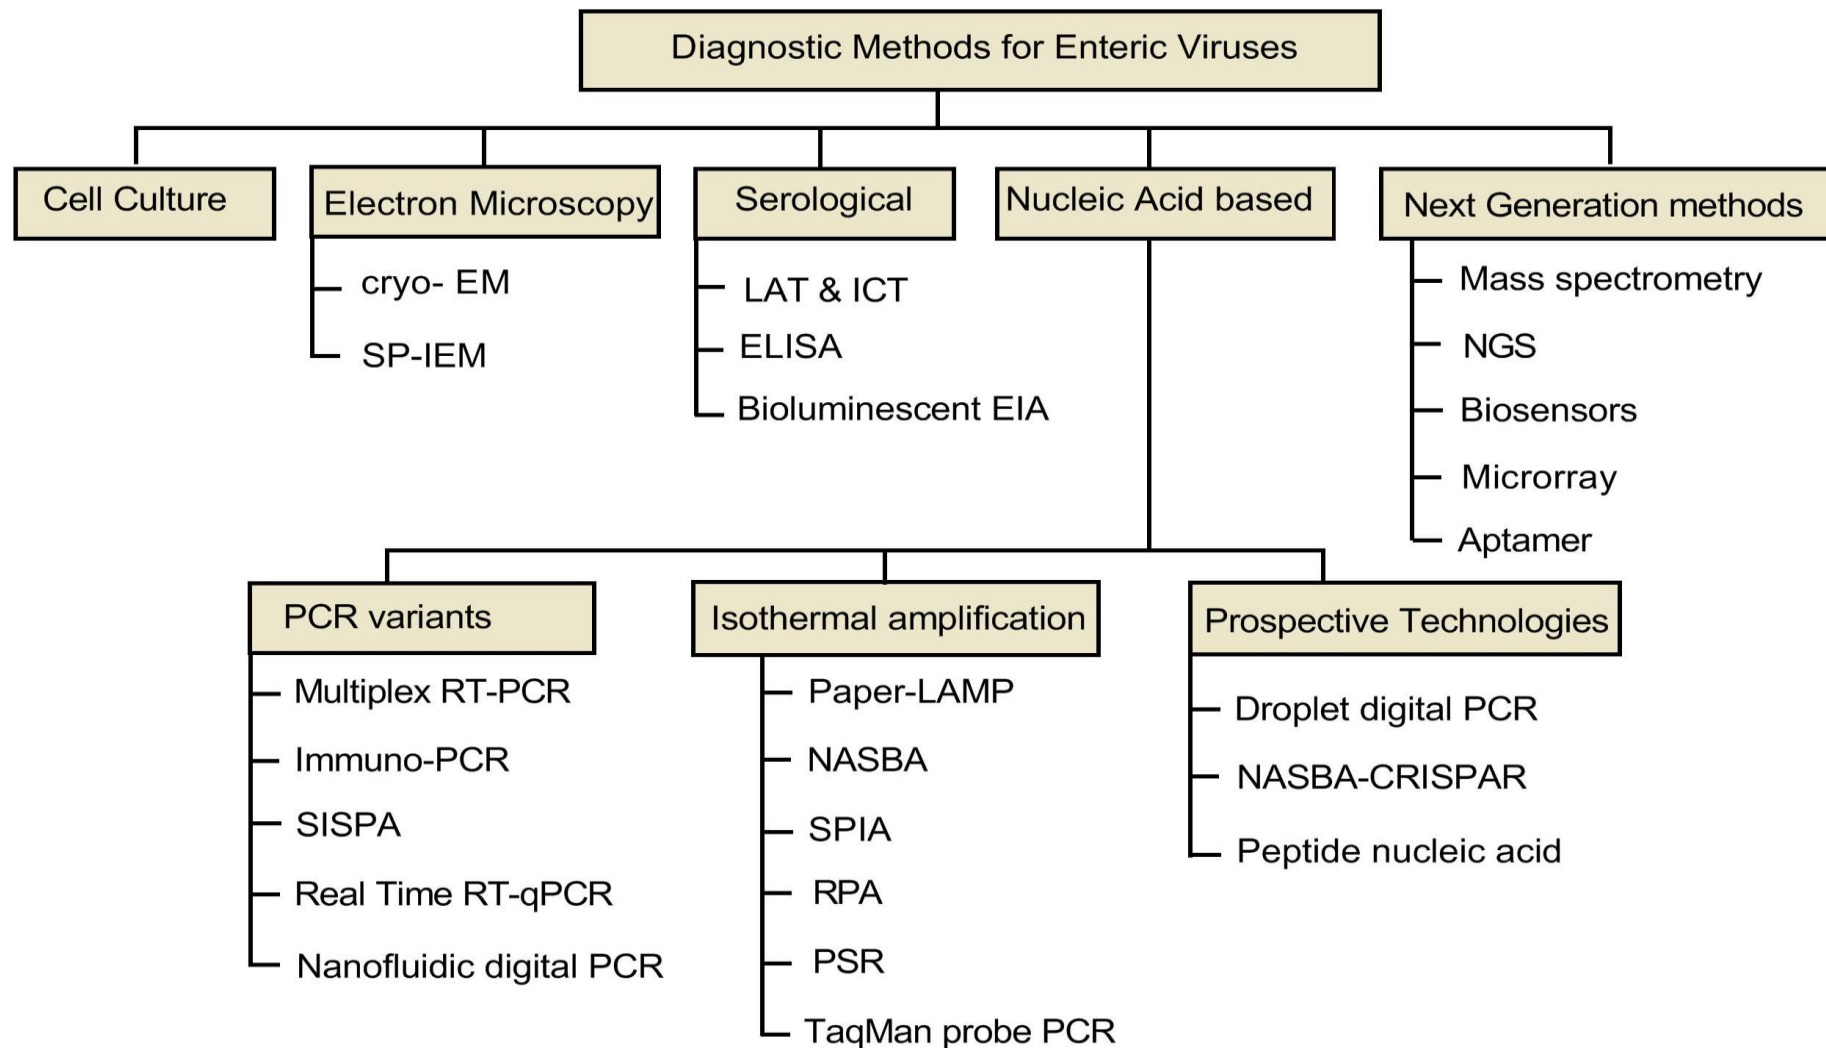 Diagnostic Methods for Enteric Viruses
Cell Culture
Electron Microscopy
cryo- EM
SP-IEM
Serological
LAT & ICT
ELISA
Bioluminescent EIA
Nucleic Acid based
Next Generation methods
Mass spectrometry
NGS
Biosensors
Microrray
Aptamer
PCR variants
Multiplex RT-PCR
Immuno-PCR
SISPA
Real Time RT-qPCR
Nanofluidic digital PCR
Isothermal amplification
Paper-LAMP
NASBA
SPIA
RPA
PSR
TaqMan probe PCR
Prospective Technologies
Droplet digital PCR
NASBA-CRISPAR
Peptide nucleic acid